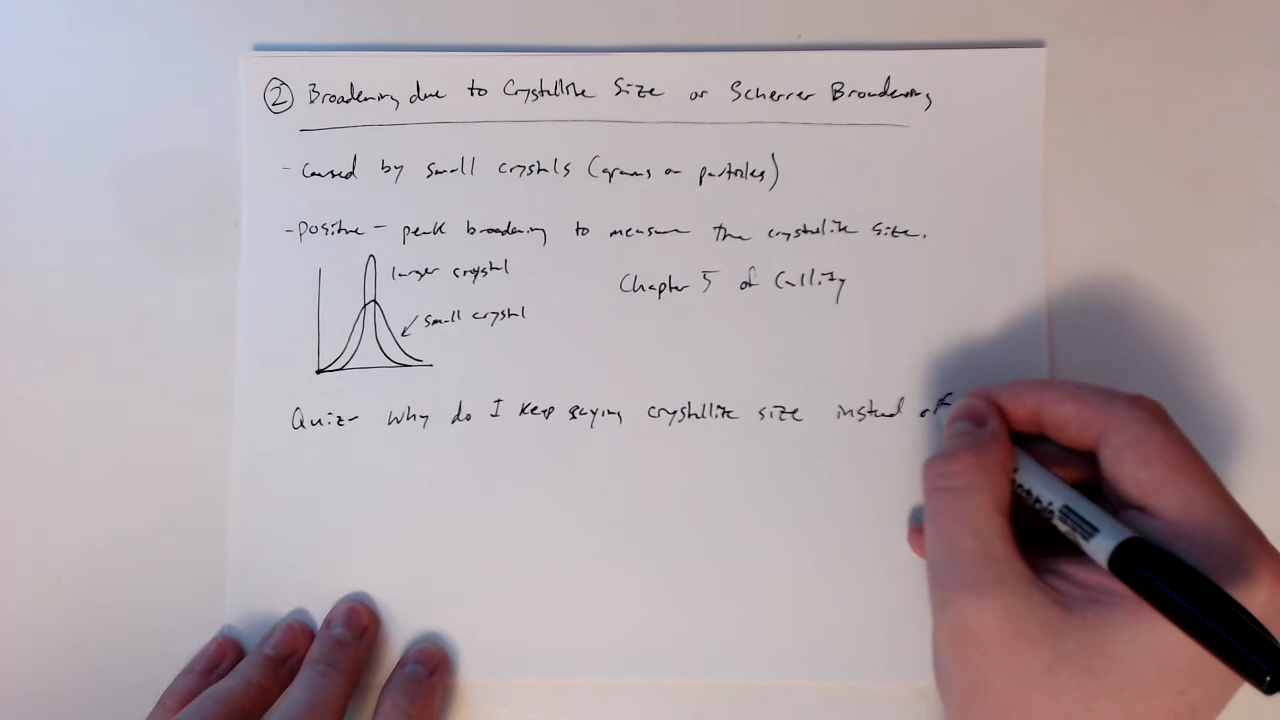 ② Broadening due to Crystallite Size or Scherrer Broadening
- caused by small crystals (grains or particles)
- positive - peak broadening to measure the crystallite size.
larger crystal
Chapter 5 of Cullity
small crystal
Quiz- Why do I keep saying crystallite size instead of